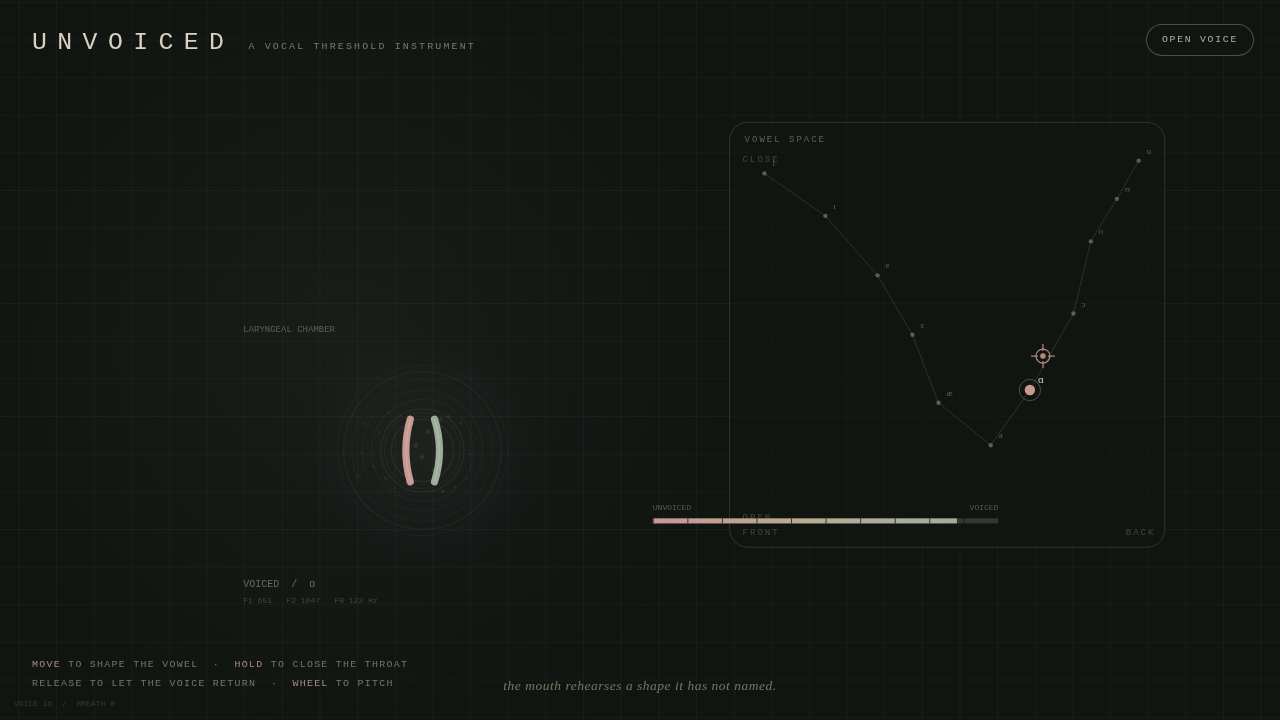 UNVOICED A VOCAL THRESHOLD INSTRUMENT
OPEN VOICE
VOWEL SPACE
CLOSE
ɔ
ɑ
ɛ
æ
a
LARYNGEAL CHAMBER
UNVOICED VOICED
OPEN
FRONT BACK
VOICED / ɑ
F1 651 F2 1047 F0 122 Hz
MOVE TO SHAPE THE VOWEL · HOLD TO CLOSE THE THROAT
RELEASE TO LET THE VOICE RETURN · WHEEL TO PITCH
the mouth rehearses a shape it has not named.
VOICE 16 / BREATH 0